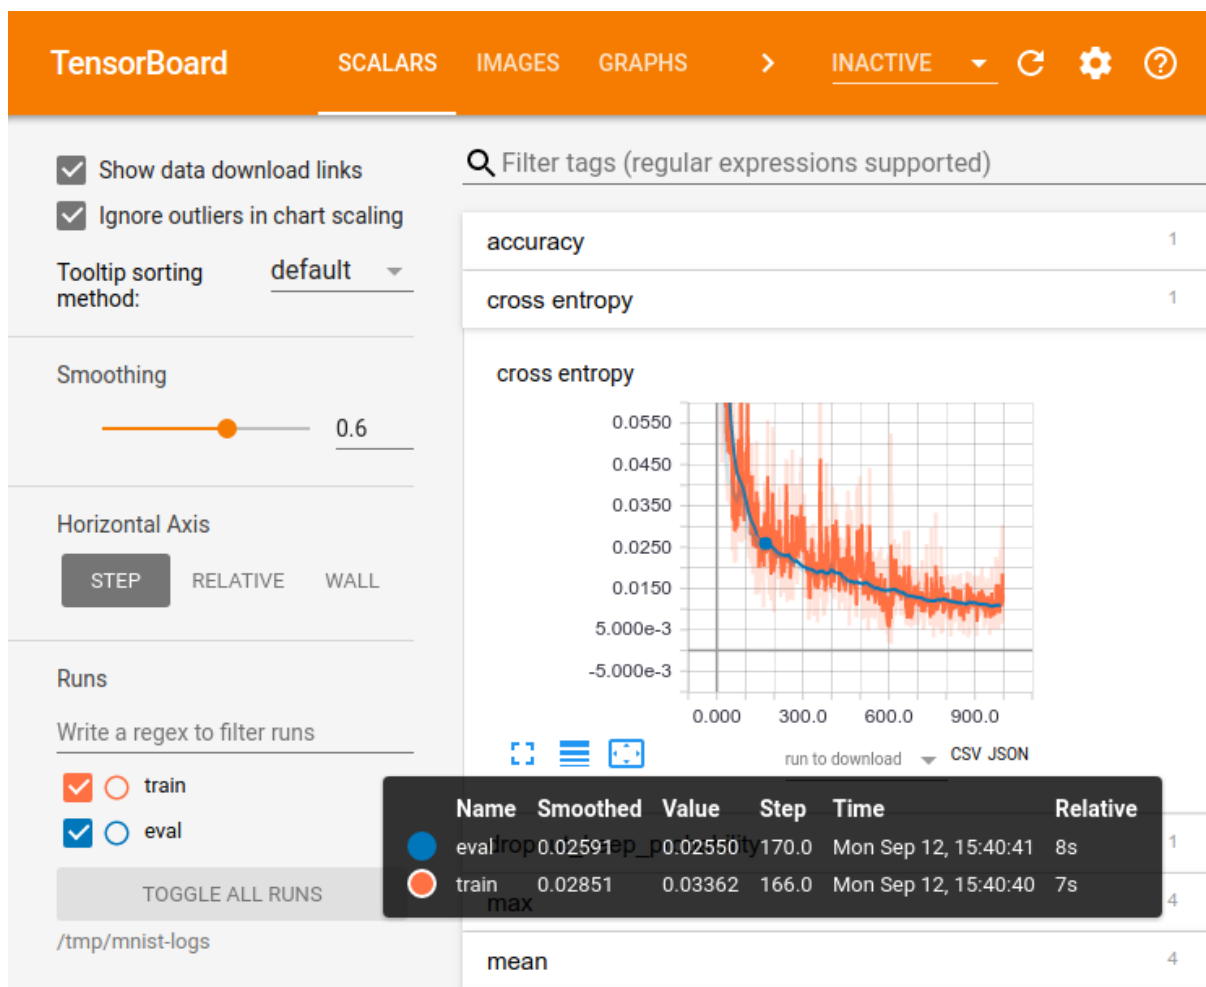 TensorBoard SCALARS IMAGES GRAPHS INACTIVE
Show data download links
Ignore outliers in chart scaling
Tooltip sorting method: default
Smoothing
0.6
Horizontal Axis
STEP RELATIVE WALL
Runs
Write a regex to filter runs
train
eval
TOGGLE ALL RUNS
/tmp/mnist-logs
Filter tags (regular expressions supported)
accuracy 1
cross entropy 1
cross entropy
0.0550
0.0450
0.0350
0.0250
0.0150
5.000e-3
-5.000e-3
0.000 300.0 600.0 900.0
run to download CSV JSON
Name Smoothed Value Step Time Relative
eval 0.02591 0.02550 170.0 Mon Sep 12, 15:40:41 8s
train 0.02851 0.03362 166.0 Mon Sep 12, 15:40:40 7s
1
max 4
mean 4